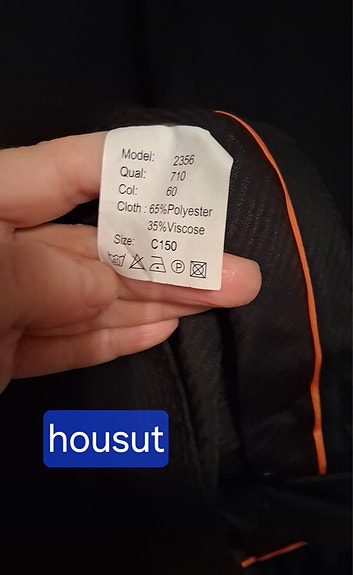 Model: 2356
Qual: 710
Col: 60
Cloth : 65%Polyester
35%Viscose
Size: C150
P
housut